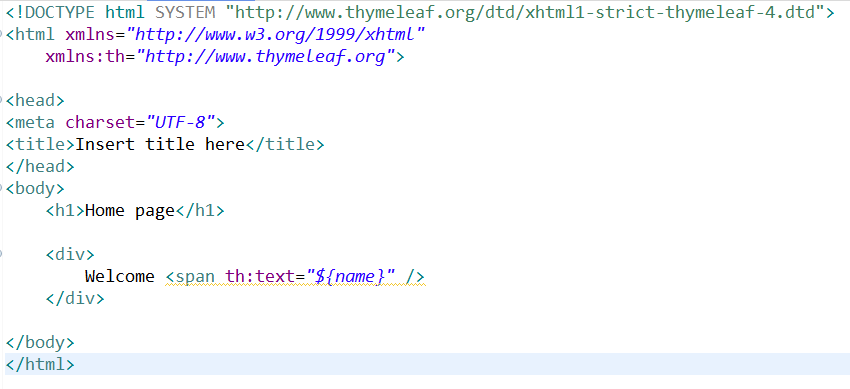 <!DOCTYPE html SYSTEM "http://www.thymeleaf.org/dtd/xhtml1-strict-thymeleaf-4.dtd">
<html xmlns="http://www.w3.org/1999/xhtml"
    xmlns:th="http://www.thymeleaf.org">

<head>
<meta charset="UTF-8">
<title>Insert title here</title>
</head>
<body>
    <h1>Home page</h1>

    <div>
        Welcome <span th:text="${name}" />
    </div>

</body>
</html>